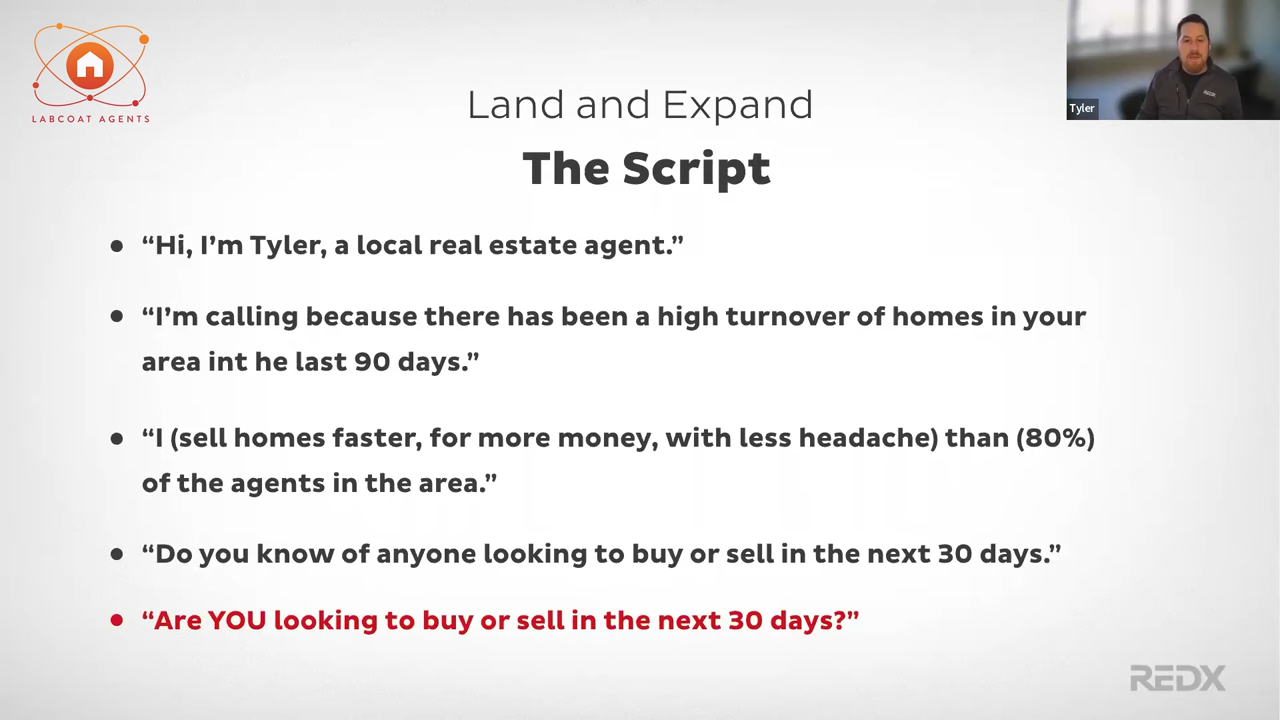 LABCOAT AGENTS
Tyler
REDX
Land and Expand
The Script
“Hi, I’m Tyler, a local real estate agent.”
“I’m calling because there has been a high turnover of homes in your
area int he last 90 days.”
“I (sell homes faster, for more money, with less headache) than (80%)
of the agents in the area.”
“Do you know of anyone looking to buy or sell in the next 30 days.”
“Are YOU looking to buy or sell in the next 30 days?”
REDX